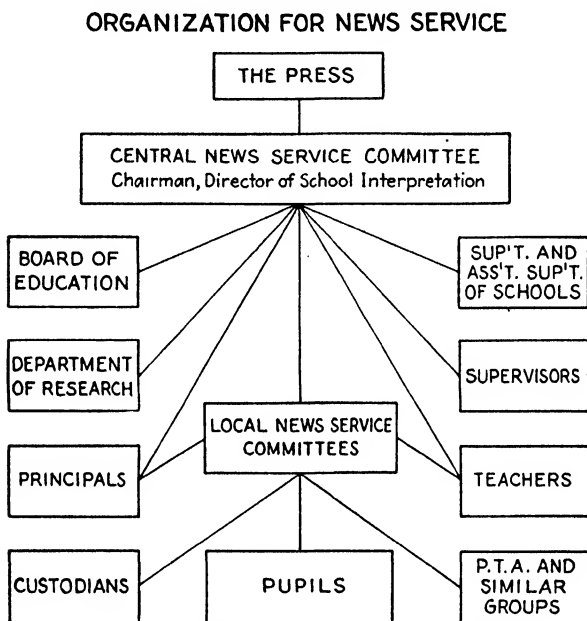 ORGANIZATION FOR NEWS SERVICE
THE PRESS
CENTRAL NEWS SERVICE COMMITTEE
Chairman, Director of School Interpretation
BOARD OF
EDUCATION
SUP'T. AND
ASS'T. SUP'T.
OF SCHOOLS
DEPARTMENT
OF RESEARCH
SUPERVISORS
LOCAL NEWS SERVICE
COMMITTEES
PRINCIPALS
TEACHERS
CUSTODIANS
PUPILS
P.T.A. AND
SIMILAR
GROUPS